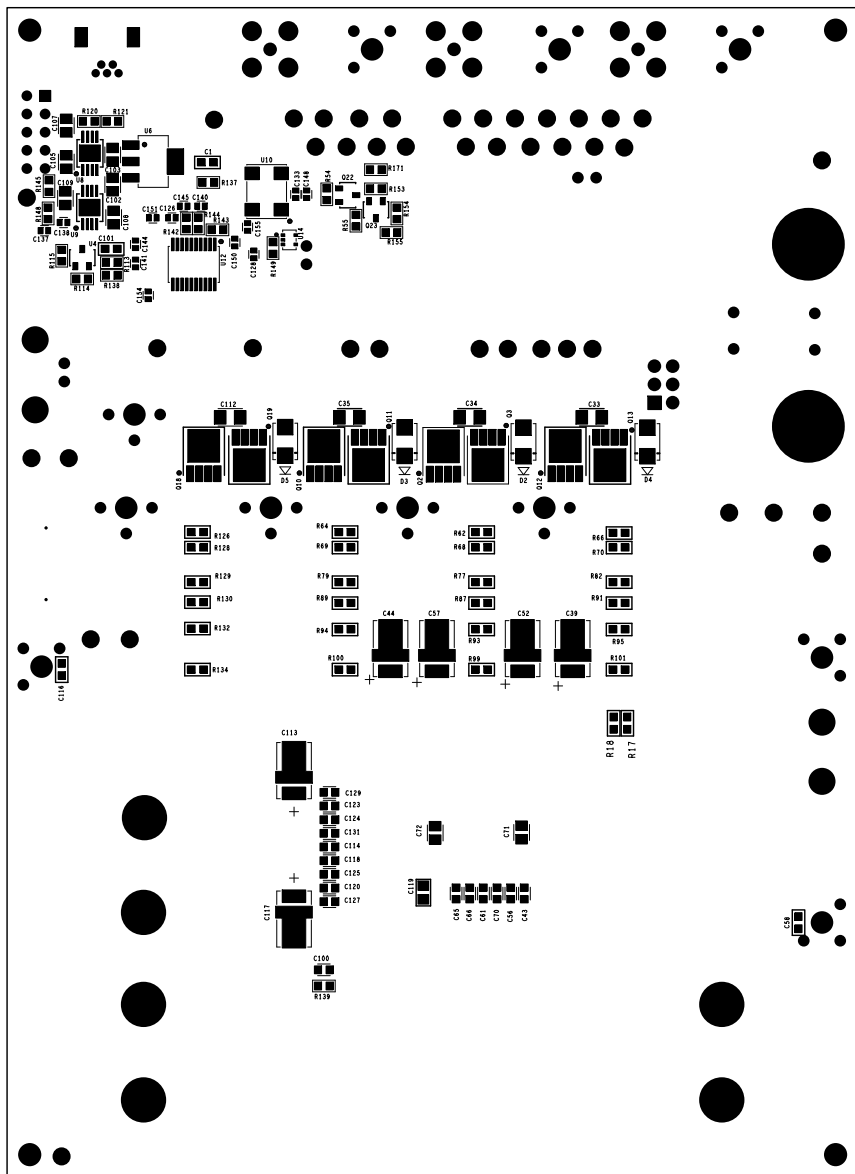 R120
R121
C107
U6
C1
U10
C105
U8
C103
R137
C133
C148
R54
Q22
R171
R153
R154
Q23
R55
R155
R145
C109
C102
C145
C140
R148
U9
C108
C151
C126
R144
R143
R142
C137
C138
U4
C101
C144
C141
R113
R115
R138
R114
C154
U12
C150
C155
C128
U14
R149
C112
Q19
C35
Q11
C34
Q3
C33
Q13
Q18
D5
Q10
D3
Q2
D2
Q12
D4
R126
R64
R62
R66
R128
R69
R68
R70
R129
R79
R77
R82
R130
R89
R87
R91
C44
C57
C52
C39
R132
R94
R93
R95
R134
R100
R99
R101
C116
+
+
+
+
R18
R17
C113
C129
+
C123
C124
C131
C114
C118
C125
+
C120
C127
C72
C71
C119
C117
C65
C66
C61
C70
C56
C43
C58
C100
R139